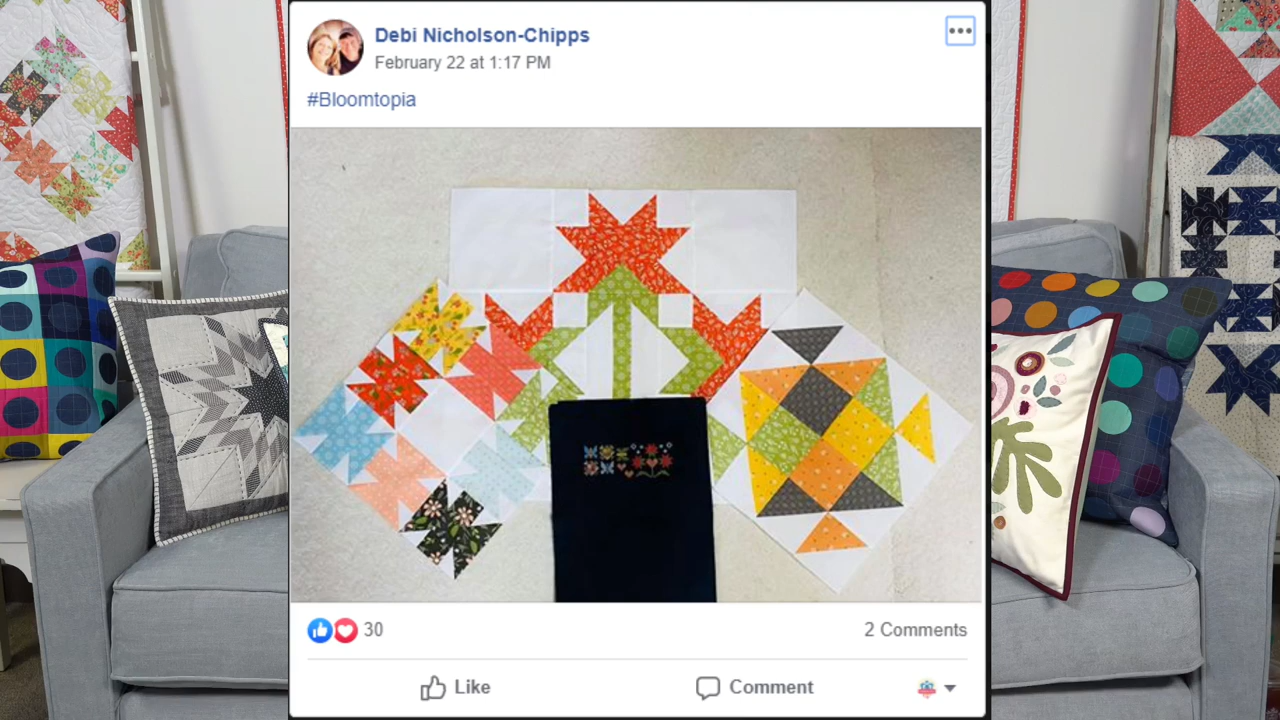 Debi Nicholson-Chipps
February 22 at 1:17 PM
#Bloomtopia
30
2 Comments
Like
Comment